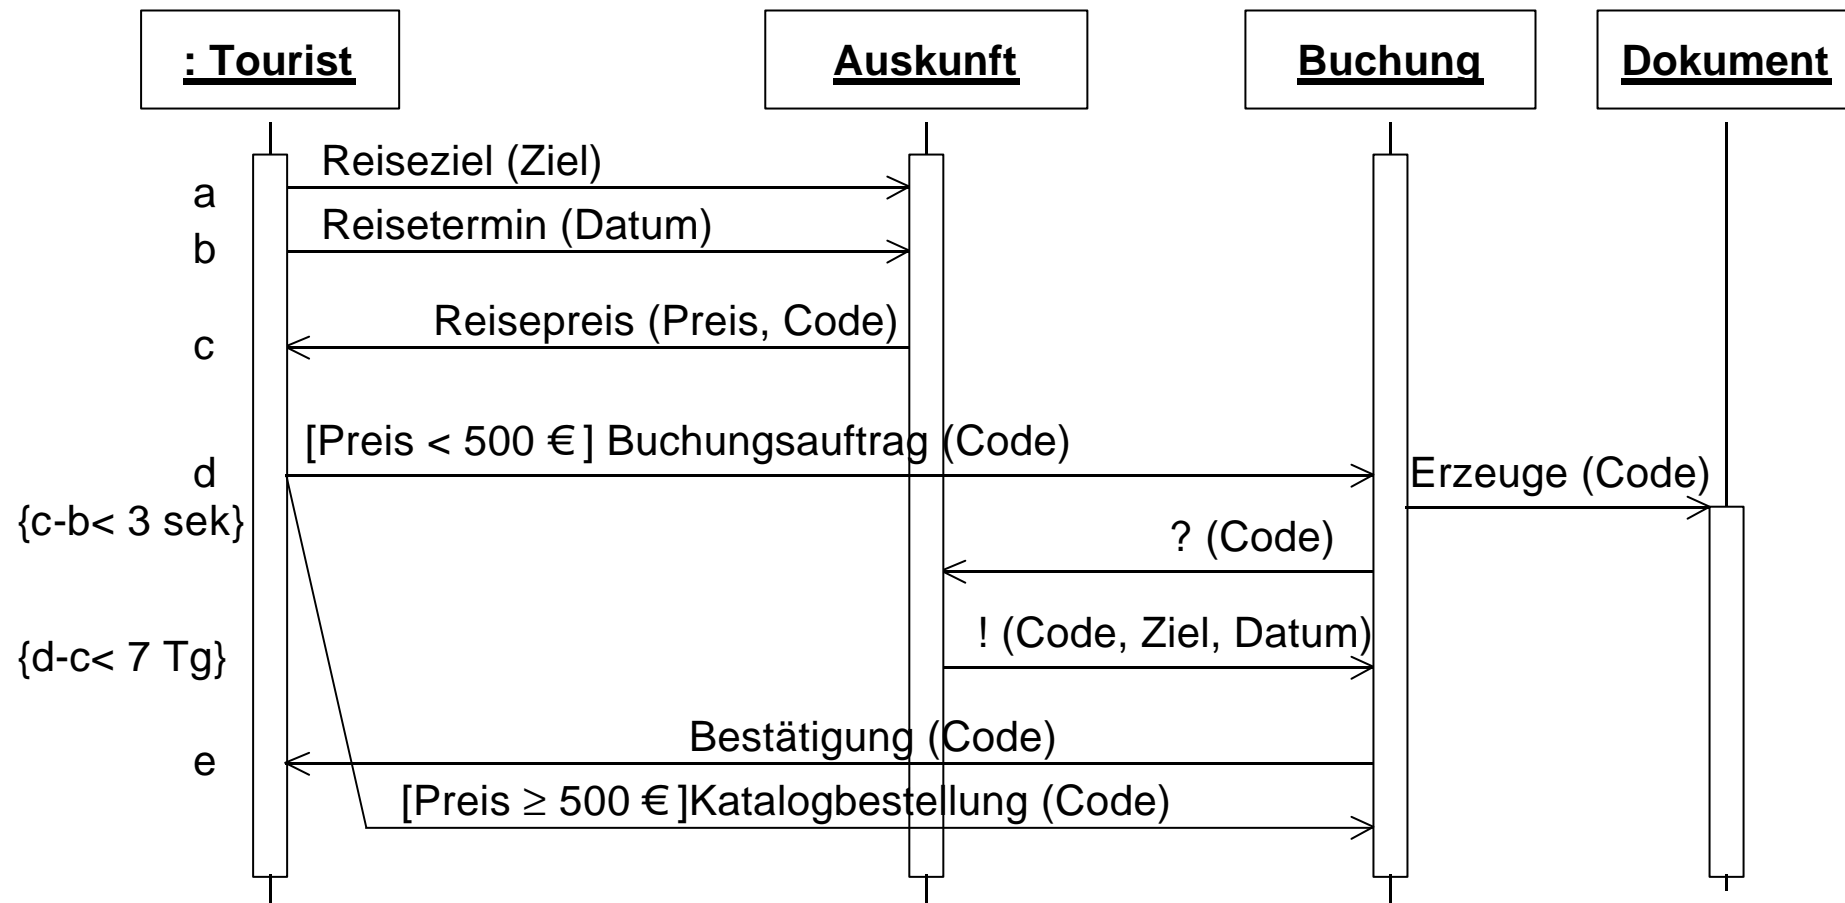 : Tourist
Auskunft
Buchung
Dokument
Reiseziel (Ziel)
a
Reisetermin (Datum)
b
Reisepreis (Preis, Code)
c
[Preis < 500 €] Buchungsauftrag (Code)
d
Erzeuge (Code)
{c-b< 3 sek}
? (Code)
! (Code, Ziel, Datum)
{d-c< 7 Tg}
Bestätigung (Code)
e
[Preis ≥ 500 €]Katalogbestellung (Code)